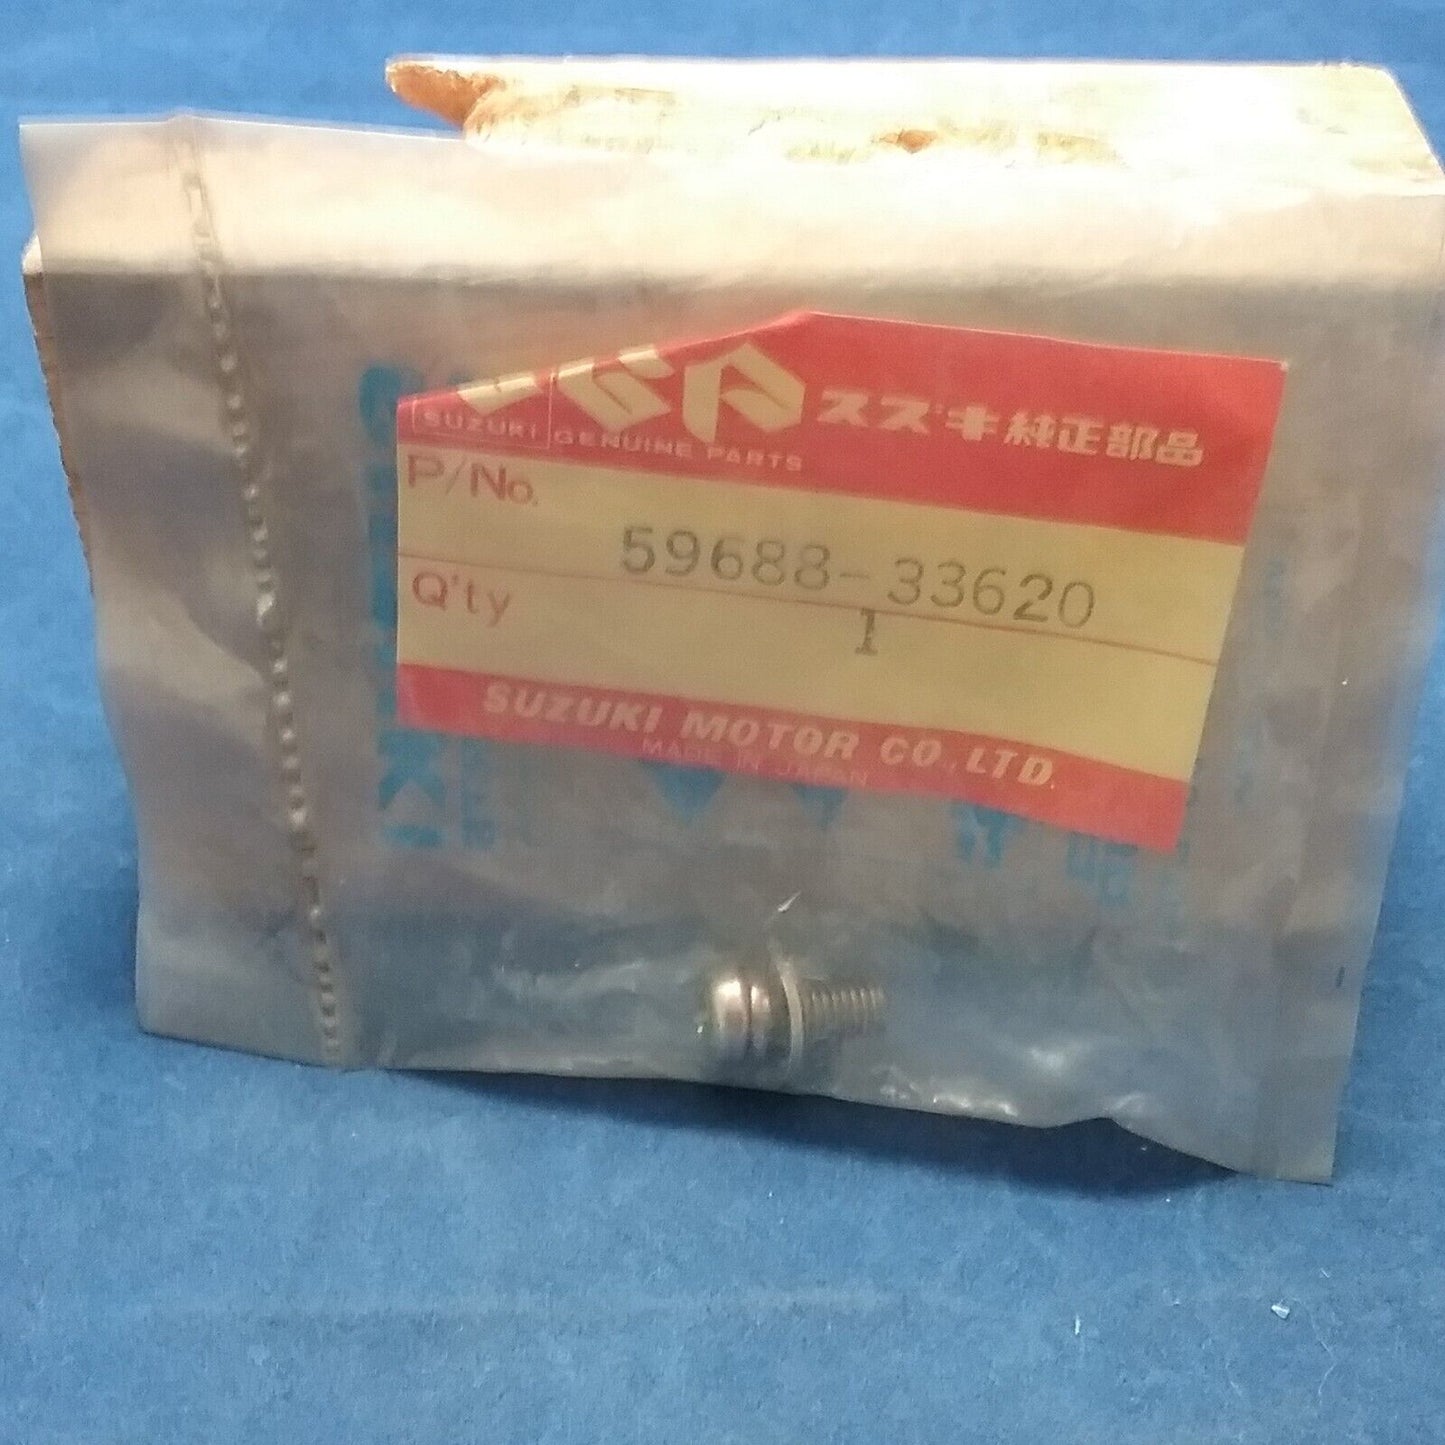 SGP スズキ純正部品
SUZUKI GENUINE PARTS
P/No.
59688-33620
Q'ty
1
SUZUKI MOTOR CO.,LTD.
MADE IN JAPAN